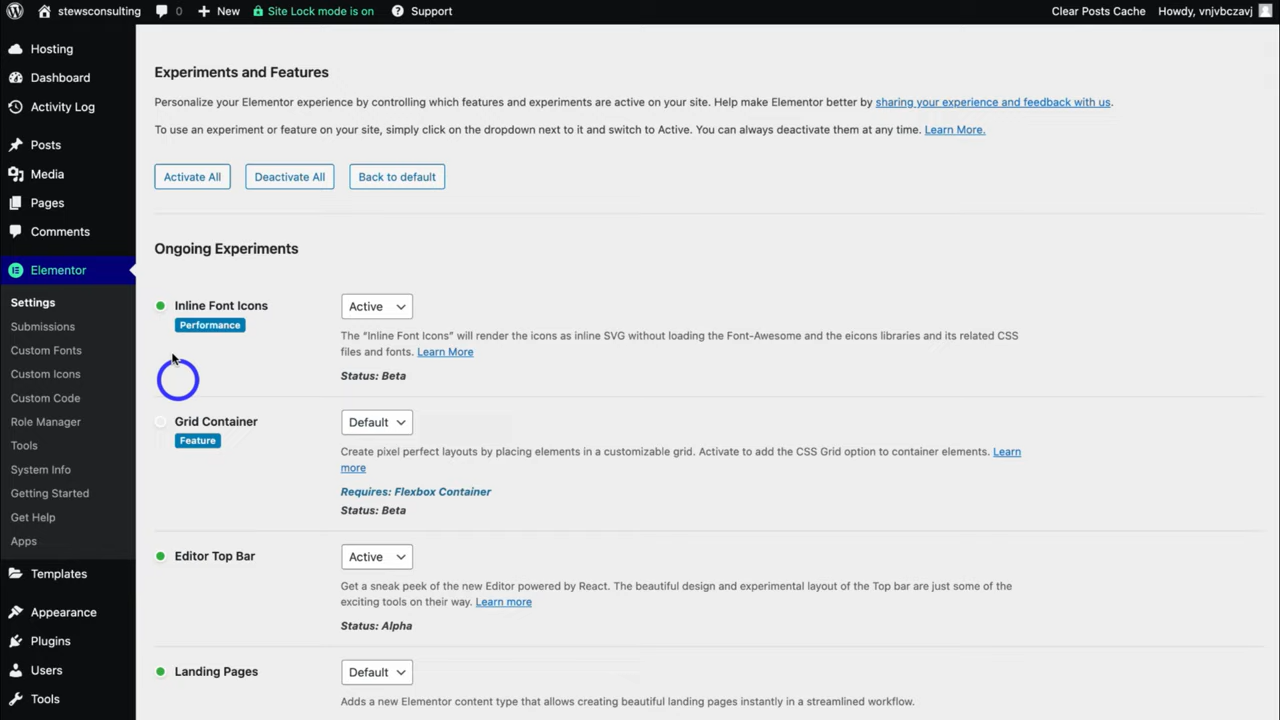 stewsconsulting 0 New Site Lock mode is on Support Clear Posts Cache Howdy, vnjvbczavj
Hosting
Dashboard
Activity Log
Posts
Media
Pages
Comments
Elementor
Settings
Submissions
Custom Fonts
Custom Icons
Custom Code
Role Manager
Tools
System Info
Getting Started
Get Help
Apps
Templates
Appearance
Plugins
Users
Tools
Experiments and Features
Personalize your Elementor experience by controlling which features and experiments are active on your site. Help make Elementor better by sharing your experience and feedback with us.
To use an experiment or feature on your site, simply click on the dropdown next to it and switch to Active. You can always deactivate them at any time. Learn More.
Activate All Deactivate All Back to default
Ongoing Experiments
Inline Font Icons Active
Performance
The “Inline Font Icons” will render the icons as inline SVG without loading the Font-Awesome and the eicons libraries and its related CSS
files and fonts. Learn More
Status: Beta
Grid Container Default
Feature
Create pixel perfect layouts by placing elements in a customizable grid. Activate to add the CSS Grid option to container elements. Learn
more
Requires: Flexbox Container
Status: Beta
Editor Top Bar Active
Get a sneak peek of the new Editor powered by React. The beautiful design and experimental layout of the Top bar are just some of the
exciting tools on their way. Learn more
Status: Alpha
Landing Pages Default
Adds a new Elementor content type that allows creating beautiful landing pages instantly in a streamlined workflow.